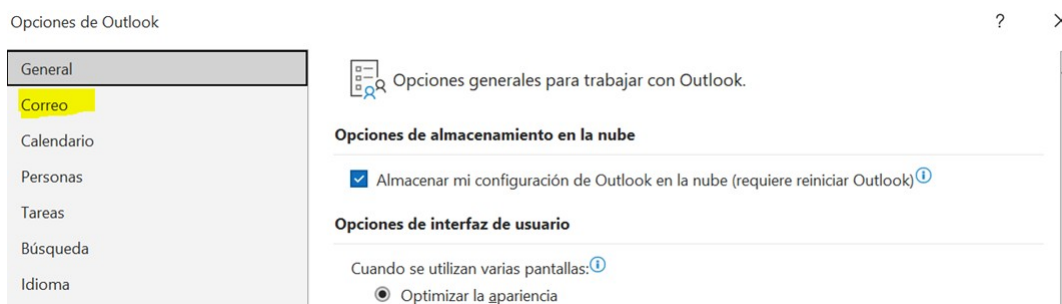 Opciones de Outlook
?
General
Correo
Calendario
Personas
Tareas
Búsqueda
Idioma
Opciones generales para trabajar con Outlook.
Opciones de almacenamiento en la nube
Almacenar mi configuración de Outlook en la nube (requiere reiniciar Outlook)
Opciones de interfaz de usuario
Cuando se utilizan varias pantallas:
Optimizar la apariencia